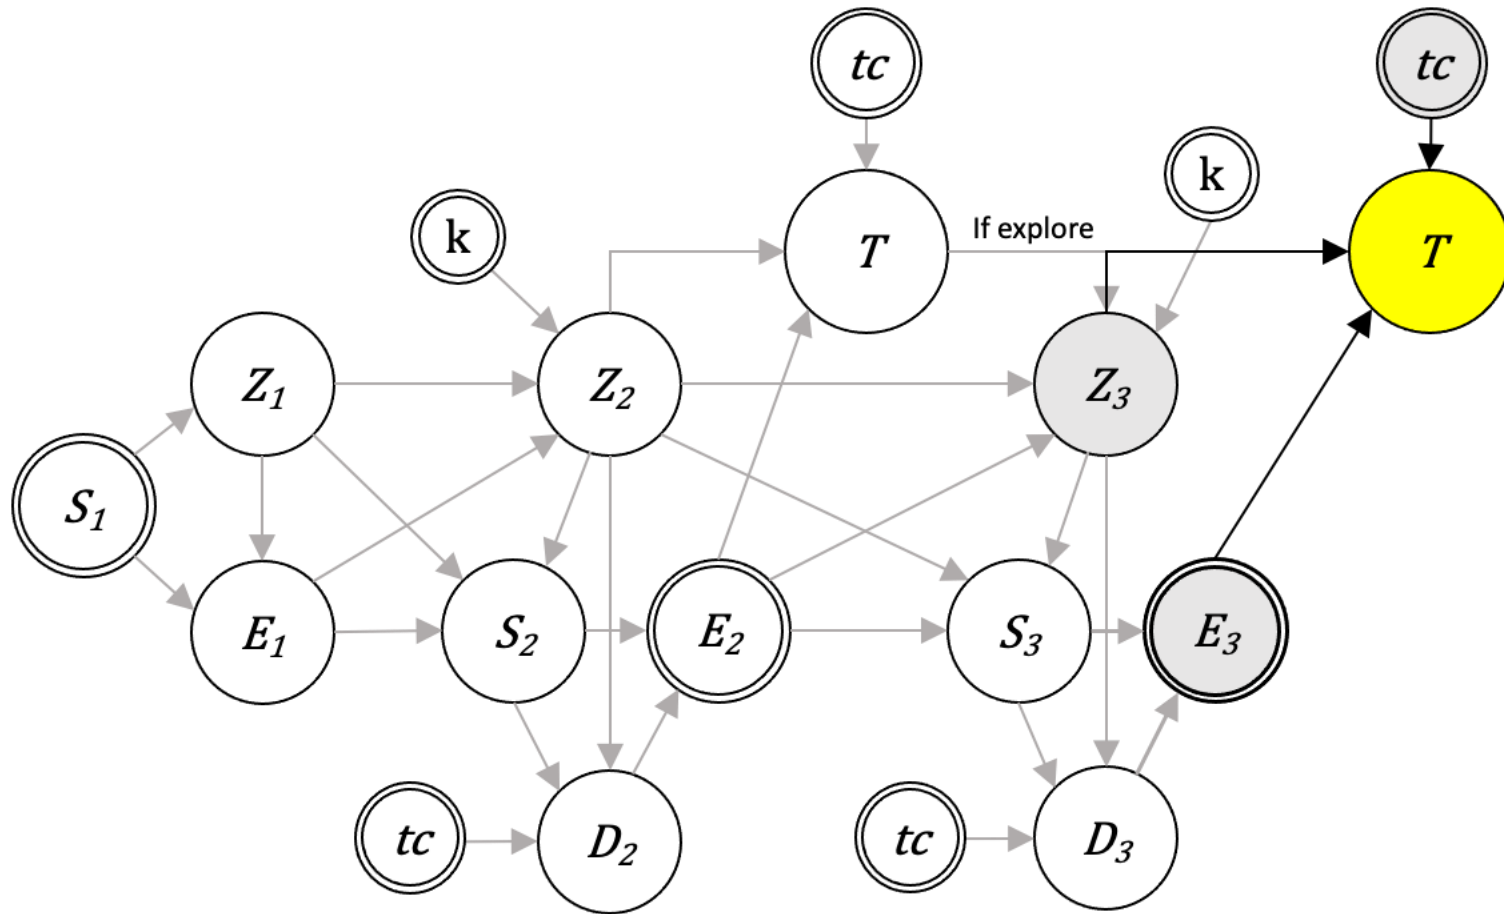 tc
tc
k
k
If explore
T
T
Z₁
Z₂
Z₃
S₁
E₁
S₂
E₂
S₃
E₃
tc
D₂
tc
D₃